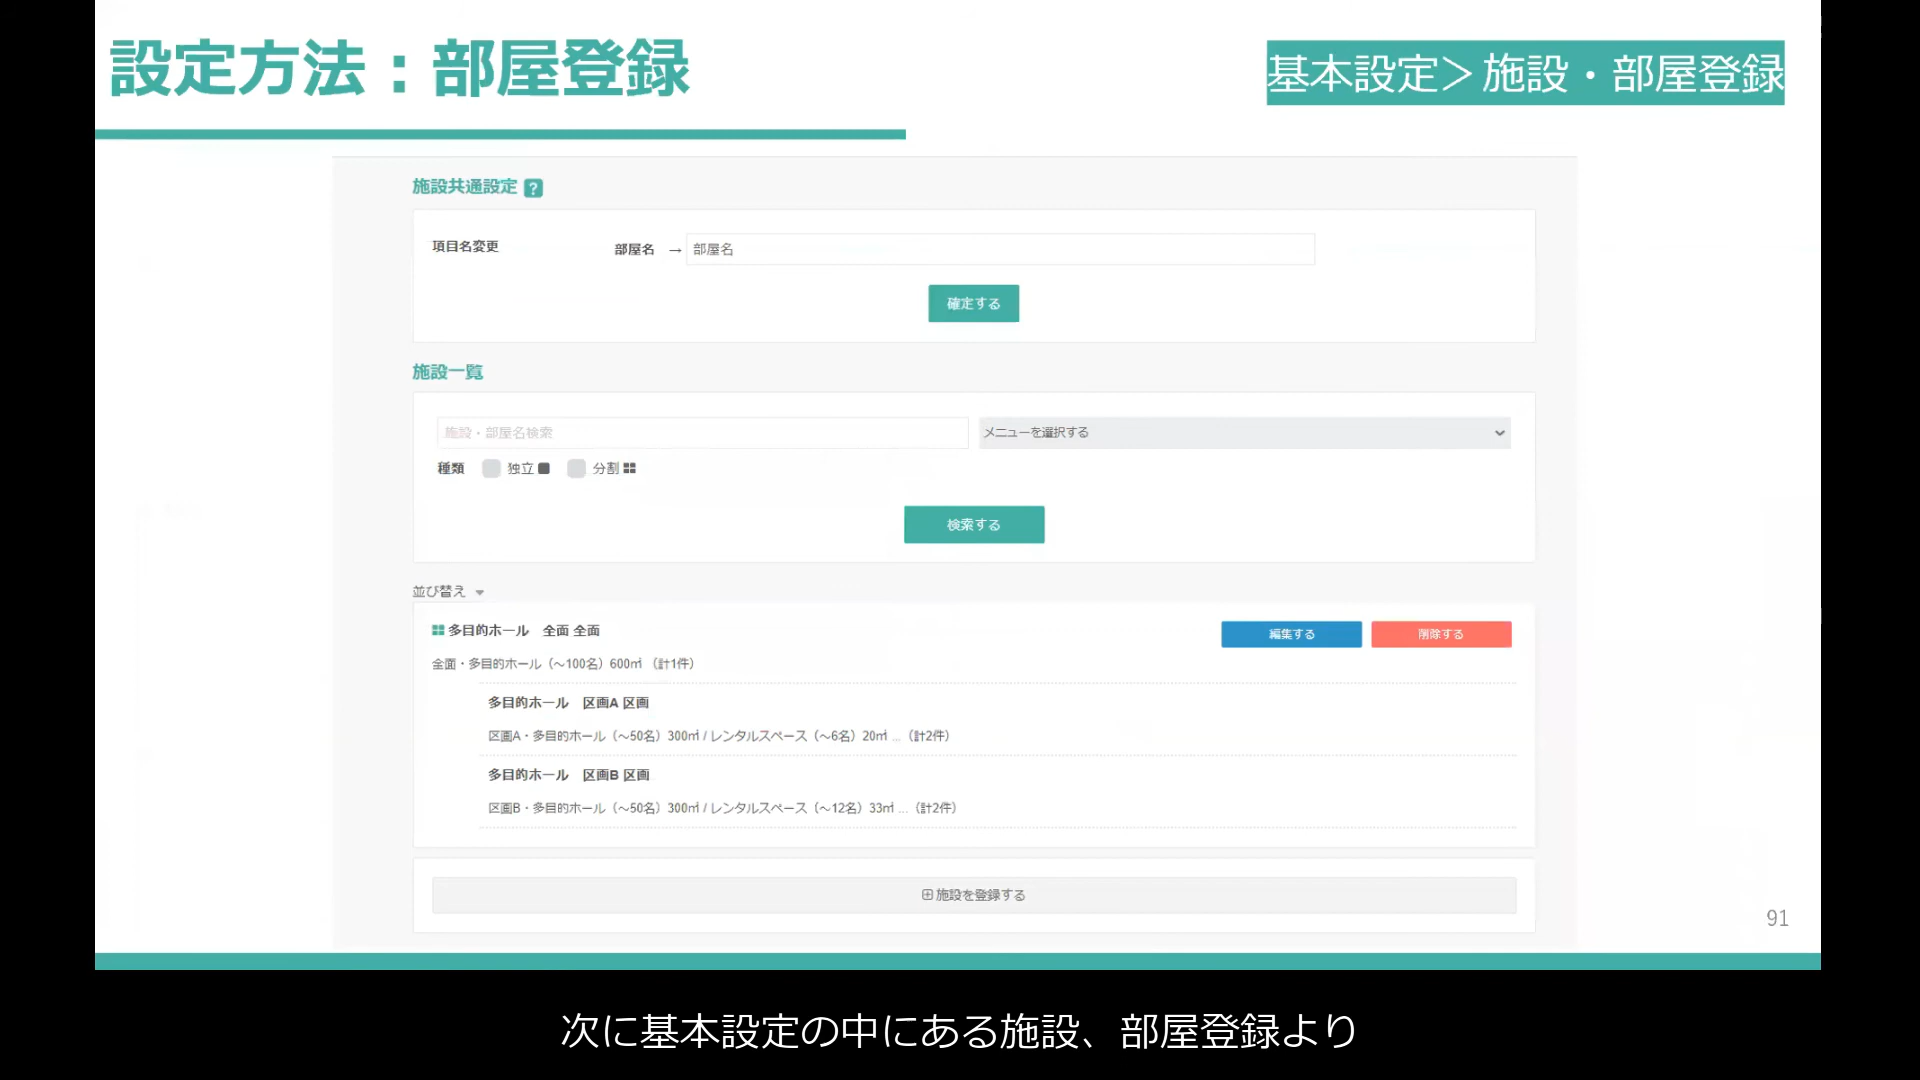 設定方法：部屋登録
基本設定＞施設・部屋登録
施設共通設定 ?
項目名変更
部屋名 → 部屋名
確定する
施設一覧
施設・部屋名検索
メニューを選択する
種類 独立 分割
検索する
並び替え
多目的ホール　全面 全面
編集する
削除する
全面・多目的ホール（～100名）600㎡ （計1件）
多目的ホール　区画A 区画
区画A・多目的ホール（～50名）300㎡ / レンタルスペース（～6名）20㎡ ...（計2件）
多目的ホール　区画B 区画
区画B・多目的ホール（～50名）300㎡ / レンタルスペース（～12名）33㎡ ...（計2件）
施設を登録する
91
次に基本設定の中にある施設、部屋登録より